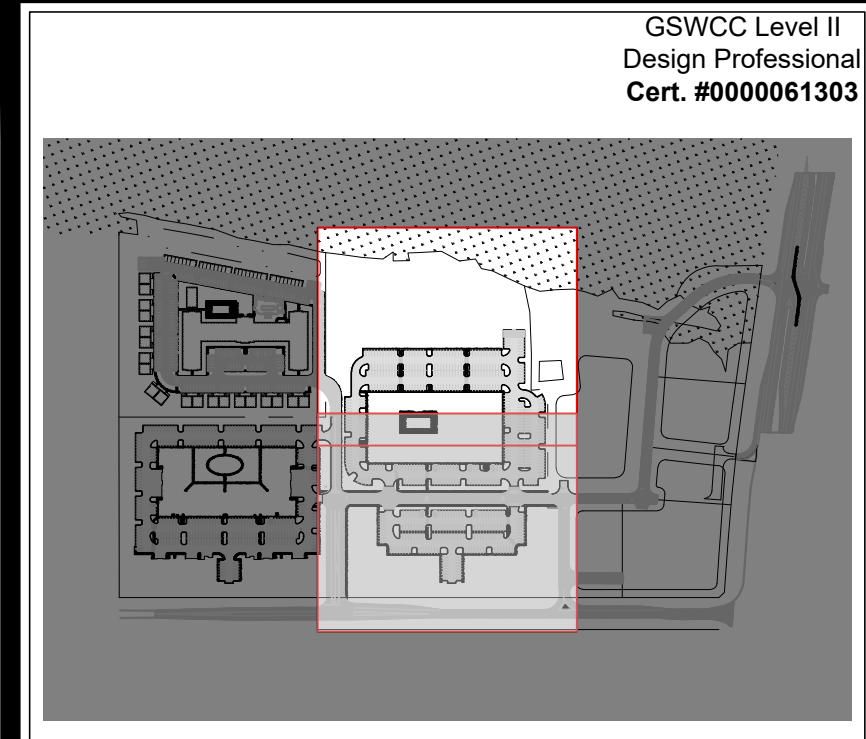 GSWCC Level II
Design Professional
Cert. #0000061303